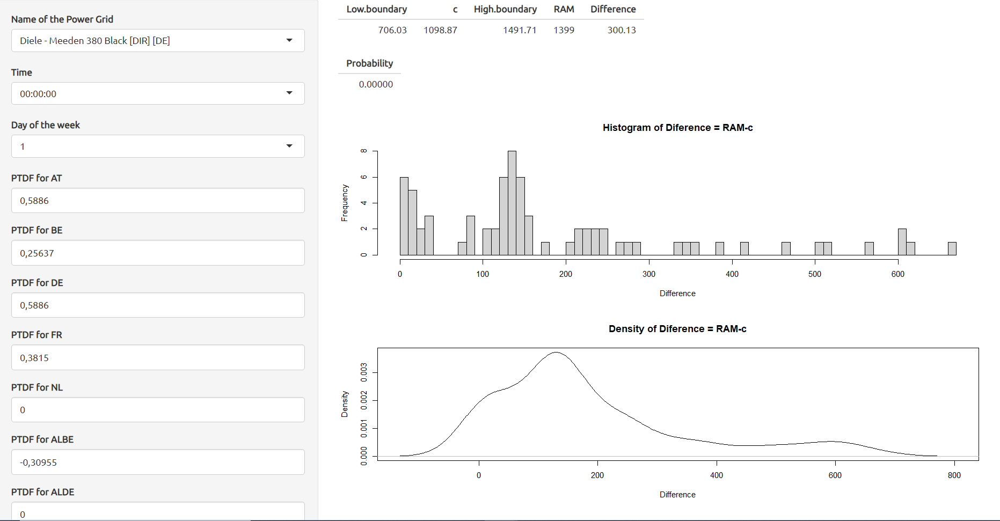 Name of the Power Grid
Diele - Meeden 380 Black [DIR] [DE]
Time
00:00:00
Day of the week
1
PTDF for AT
0,5886
PTDF for BE
0,25637
PTDF for DE
0,5886
PTDF for FR
0,3815
PTDF for NL
0
PTDF for ALBE
-0,30955
PTDF for ALDE
0
Low.boundary c High.boundary RAM Difference
706.03 1098.87 1491.71 1399 300.13
Probability
0.00000
Histogram of Diference = RAM-c
Frequency
8
6
4
2
0
0 100 200 300 400 500 600
Difference
Density of Diference = RAM-c
Density
0.003
0.002
0.001
0.000
0 200 400 600 800
Difference